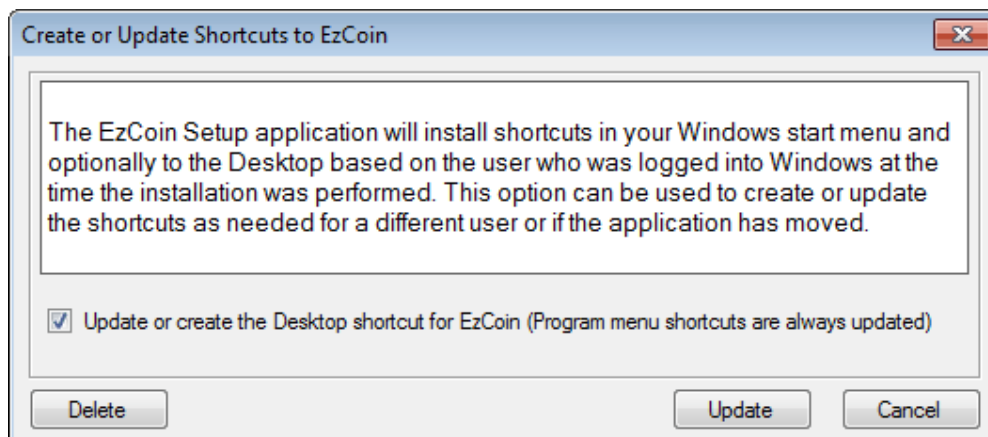 Create or Update Shortcuts to EzCoin
The EzCoin Setup application will install shortcuts in your Windows start menu and
optionally to the Desktop based on the user who was logged into Windows at the
time the installation was performed. This option can be used to create or update
the shortcuts as needed for a different user or if the application has moved.
Update or create the Desktop shortcut for EzCoin (Program menu shortcuts are always updated)
Delete
Update
Cancel